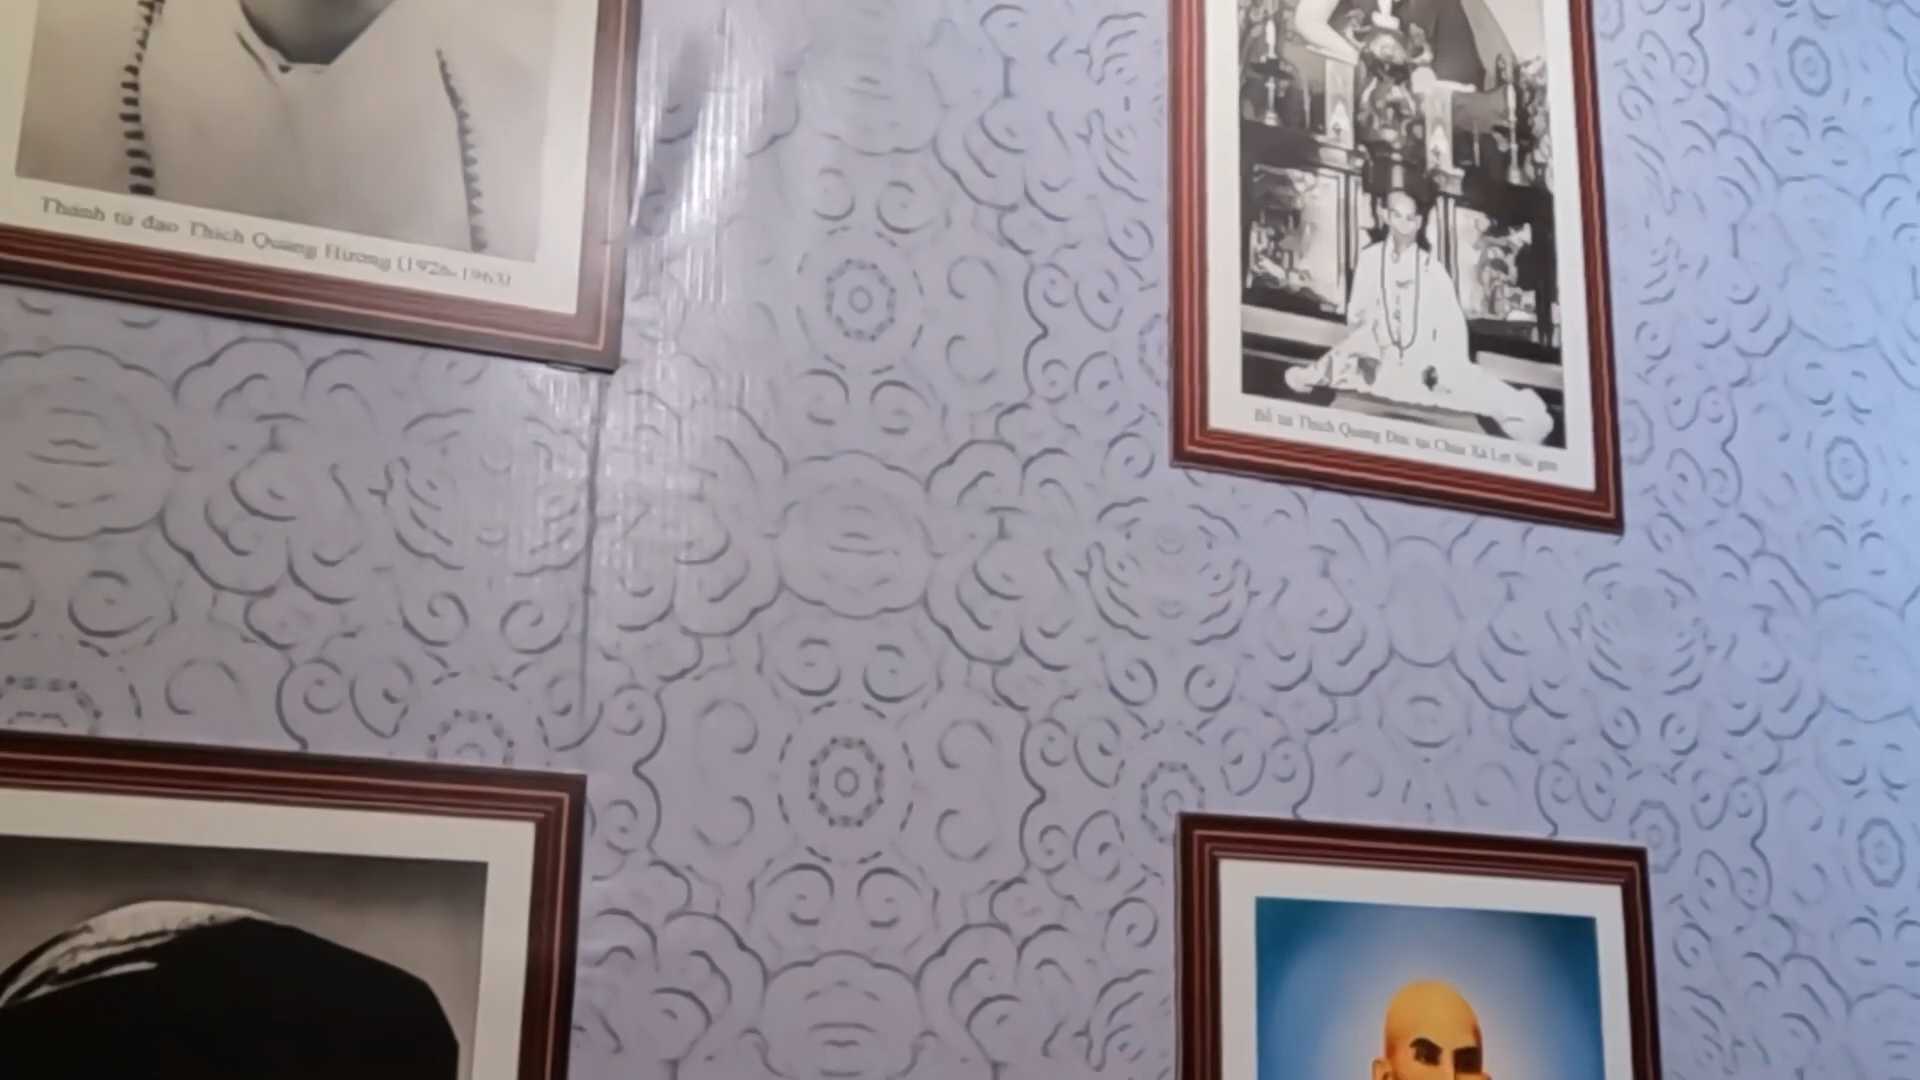 Thánh tử đạo Thích Quảng Hương (1926-1963)
Bồ tát Thích Quảng Đức tại Chùa Xá Lợi Sài gòn